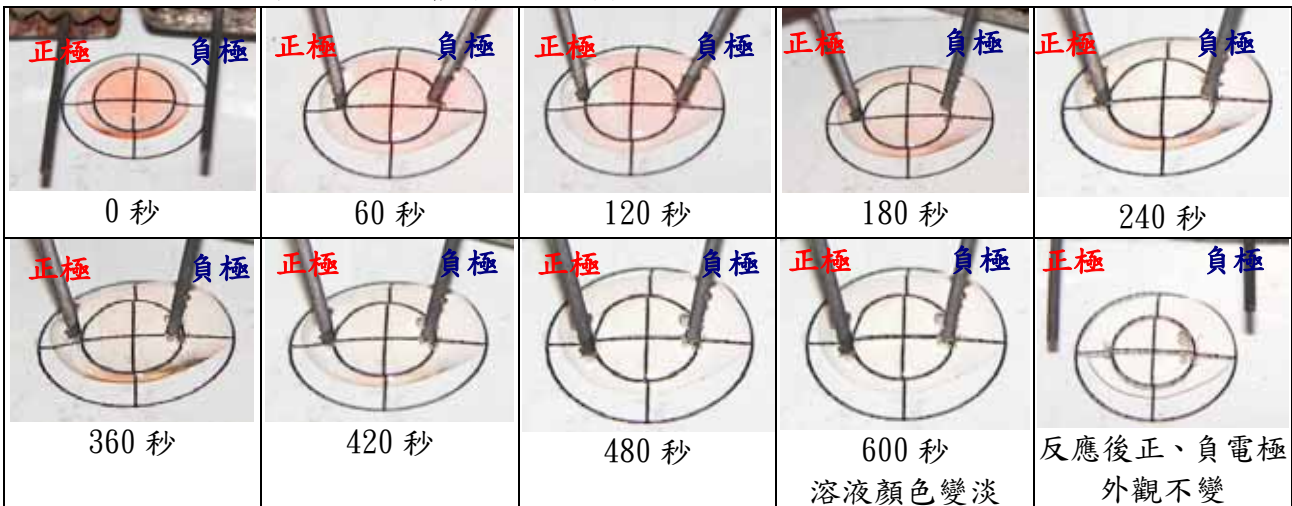 正極 負極
0 秒
正極 負極
60 秒
正極 負極
120 秒
正極 負極
180 秒
正極 負極
240 秒
正極 負極
360 秒
正極 負極
420 秒
正極 負極
480 秒
正極 負極
600 秒
溶液顏色變淡
正極 負極
反應後正、負電極
外觀不變